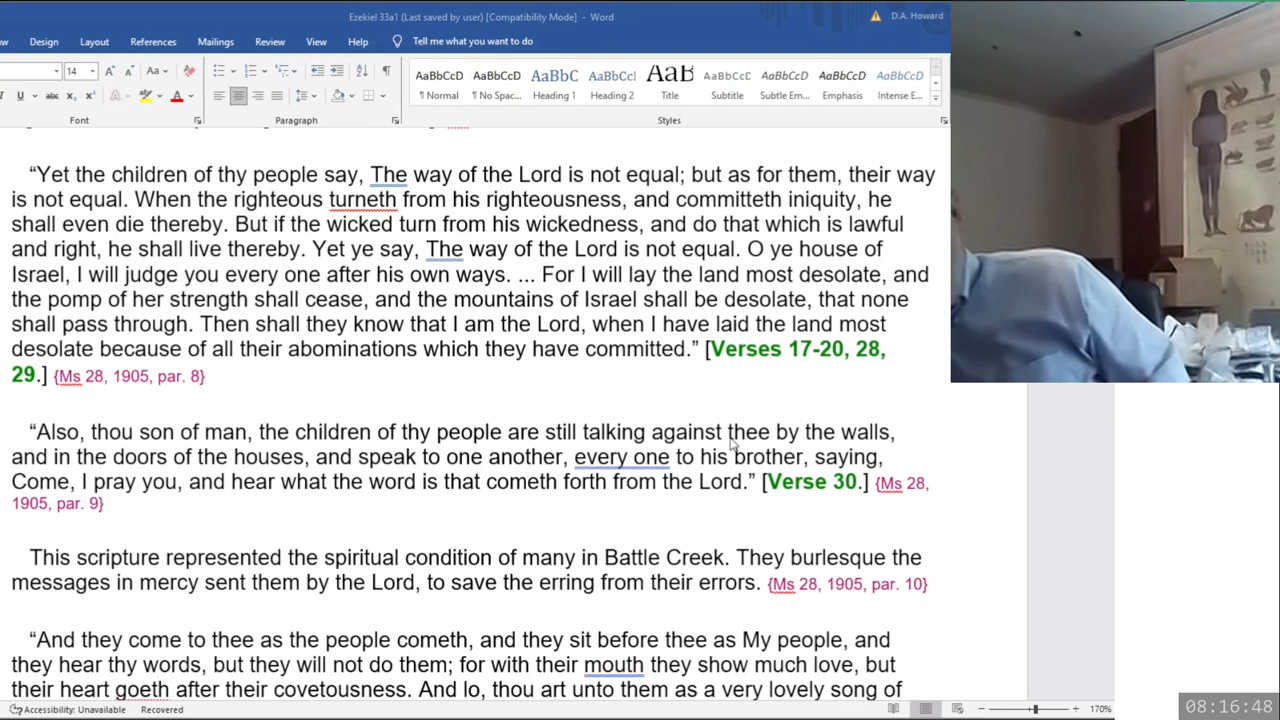 Ezekiel 33a1 (Last saved by user) [Compatibility Mode] - Word
D.A. Howard
Design Layout References Mailings Review View Help Tell me what you want to do
14
AaBbCcD AaBbCcD AaBbC AaBbCcI AaB AaBbCcD AaBbCcD AaBbCcD AaBbCcD
¶ Normal ¶ No Spac... Heading 1 Heading 2 Title Subtitle Subtle Em... Emphasis Intense E...
Font Paragraph Styles
“Yet the children of thy people say, The way of the Lord is not equal; but as for them, their way
is not equal. When the righteous turneth from his righteousness, and committeth iniquity, he
shall even die thereby. But if the wicked turn from his wickedness, and do that which is lawful
and right, he shall live thereby. Yet ye say, The way of the Lord is not equal. O ye house of
Israel, I will judge you every one after his own ways. ... For I will lay the land most desolate, and
the pomp of her strength shall cease, and the mountains of Israel shall be desolate, that none
shall pass through. Then shall they know that I am the Lord, when I have laid the land most
desolate because of all their abominations which they have committed.” [Verses 17-20, 28,
29.] {Ms 28, 1905, par. 8}
“Also, thou son of man, the children of thy people are still talking against thee by the walls,
and in the doors of the houses, and speak to one another, every one to his brother, saying,
Come, I pray you, and hear what the word is that cometh forth from the Lord.” [Verse 30.] {Ms 28,
1905, par. 9}
This scripture represented the spiritual condition of many in Battle Creek. They burlesque the
messages in mercy sent them by the Lord, to save the erring from their errors. {Ms 28, 1905, par. 10}
“And they come to thee as the people cometh, and they sit before thee as My people, and
they hear thy words, but they will not do them; for with their mouth they show much love, but
their heart goeth after their covetousness. And lo, thou art unto them as a very lovely song of
Accessibility: Unavailable Recovered 170%
08:16:48